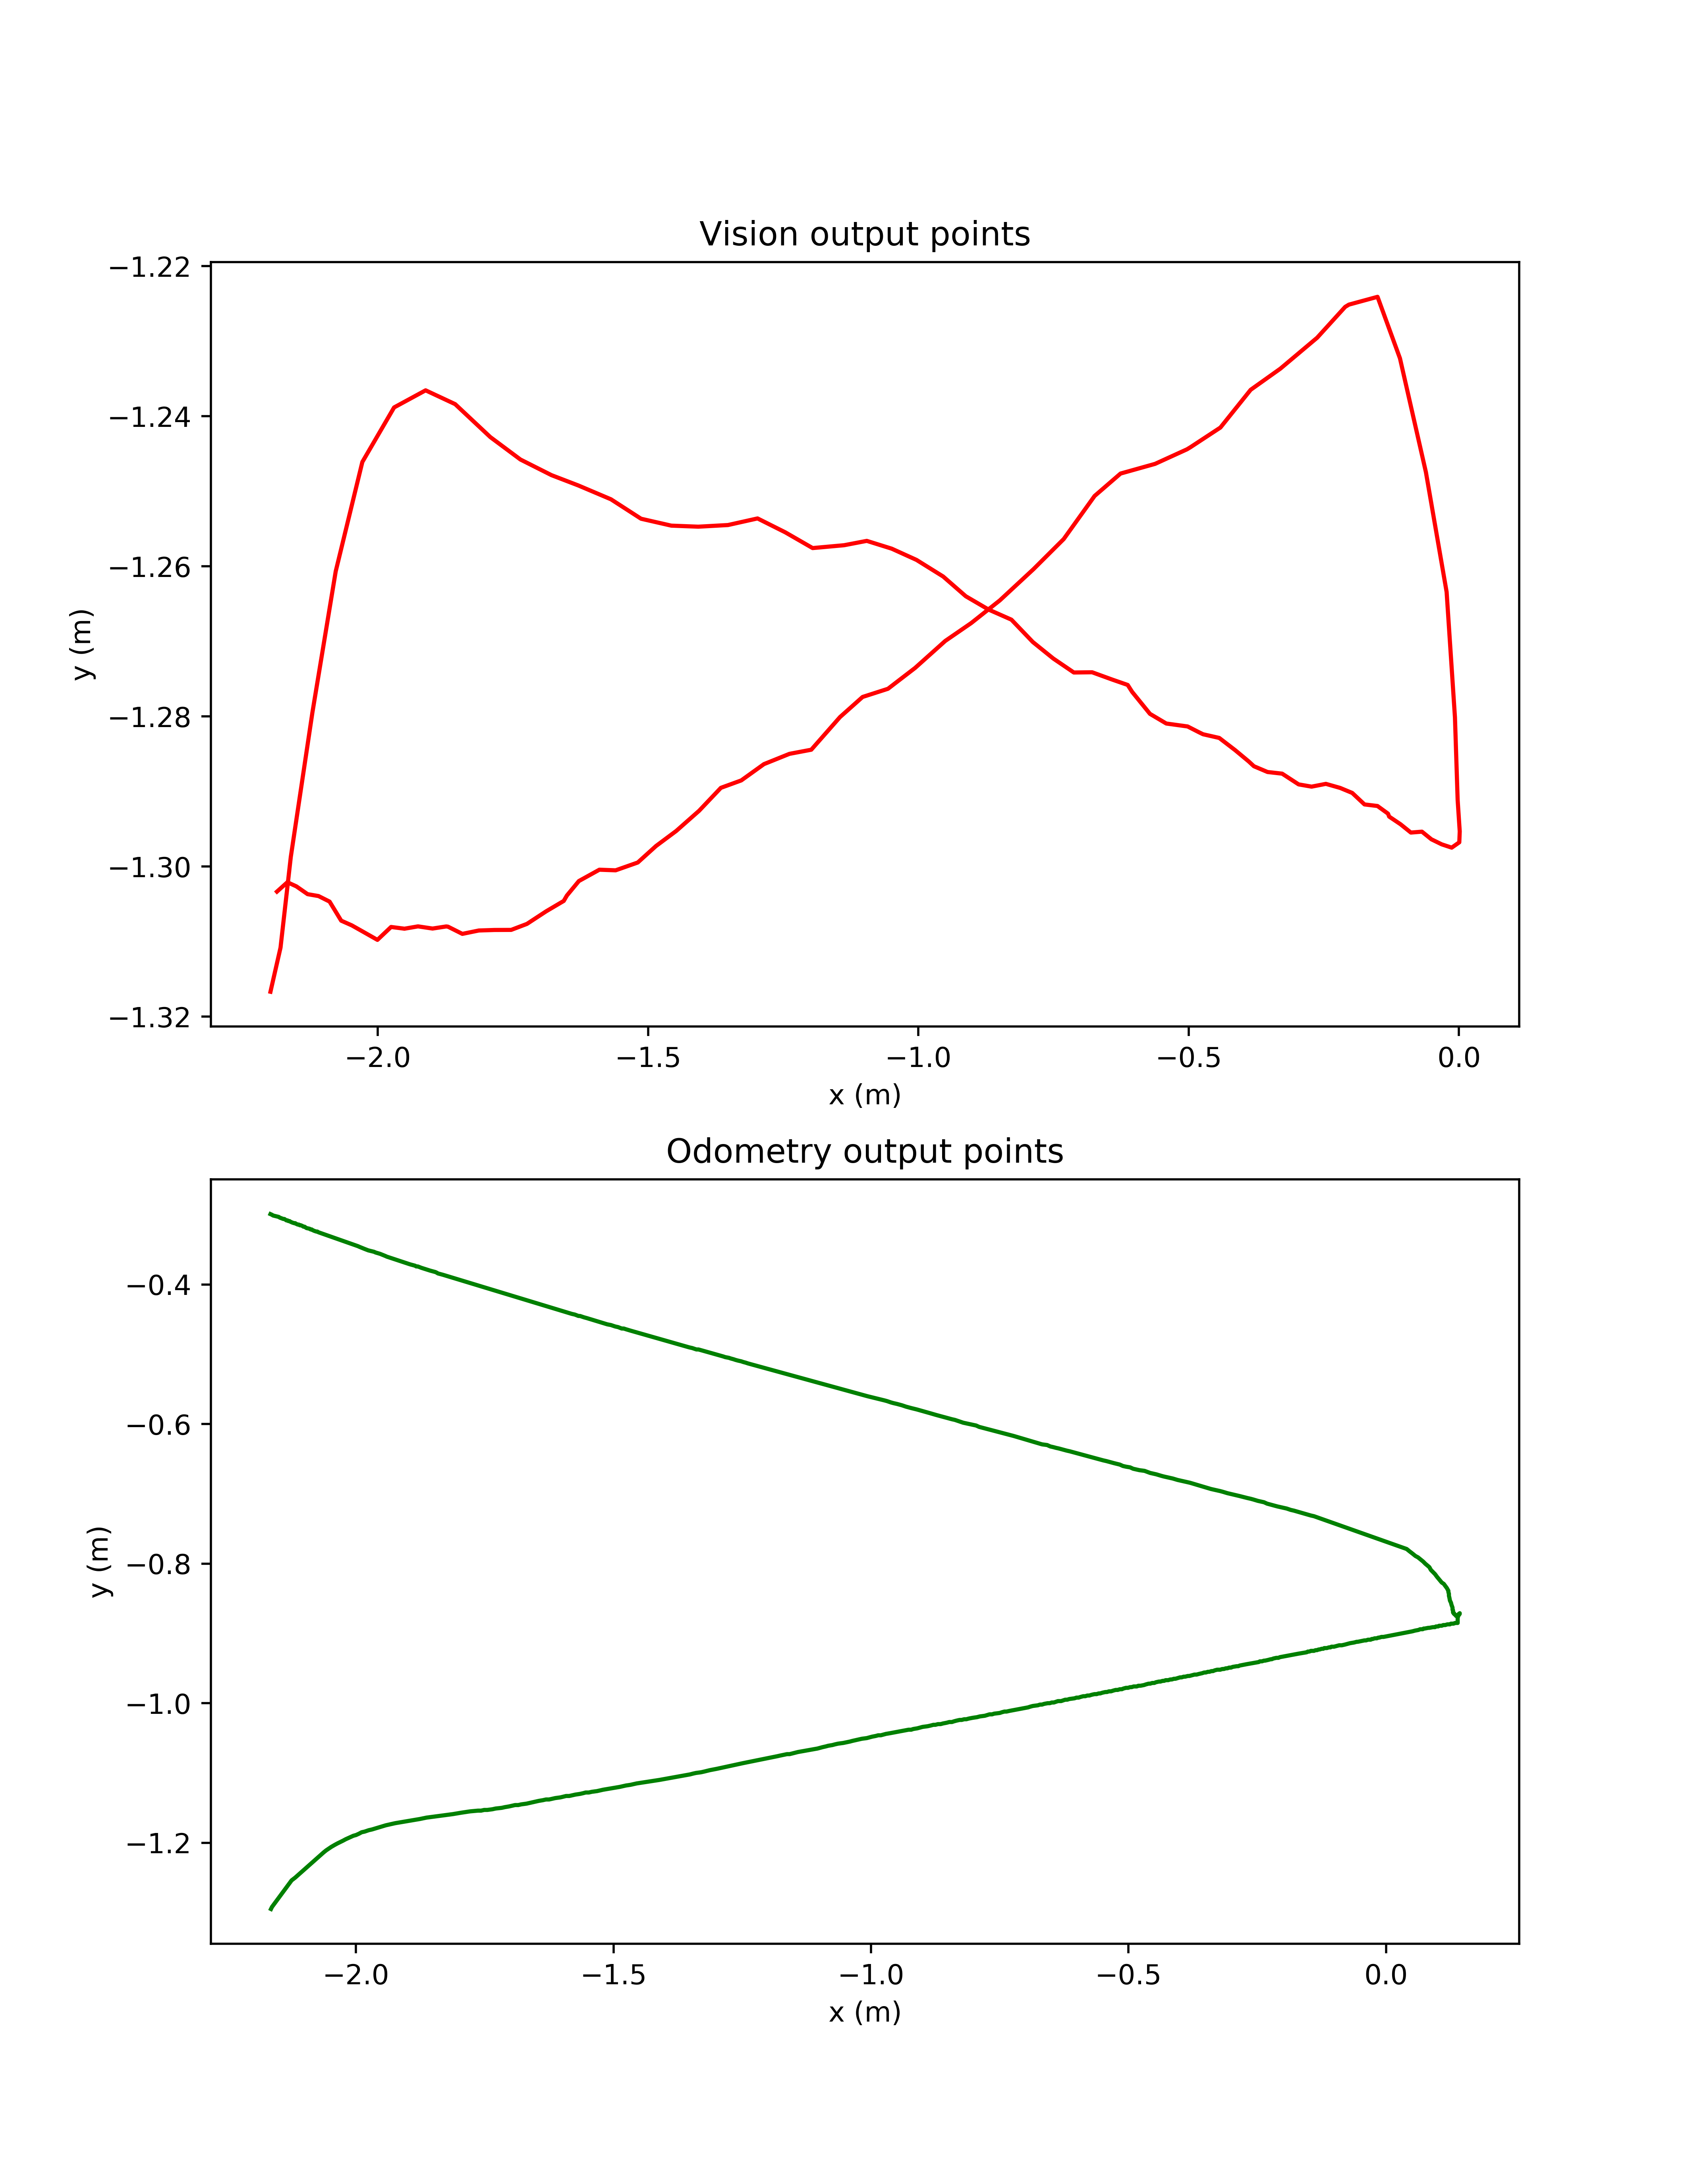 Vision output points
−1.22
−1.24
−1.26
−1.28
−1.30
−1.32
y (m)
−2.0 −1.5 −1.0 −0.5 0.0
x (m)
Odometry output points
−0.4
−0.6
−0.8
−1.0
−1.2
y (m)
−2.0 −1.5 −1.0 −0.5 0.0
x (m)